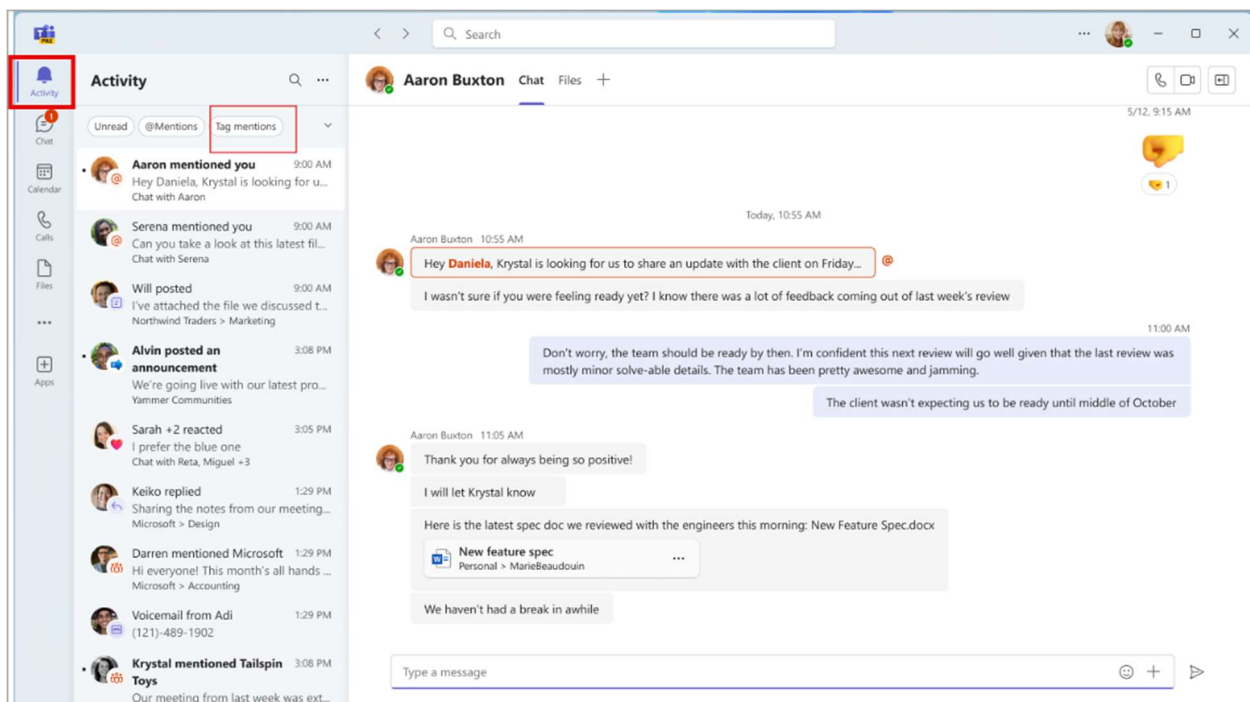 PRE
Search
Activity
Chat
1
Calendar
Calls
Files
Apps
Activity
Unread
@Mentions
Tag mentions
Aaron mentioned you 9:00 AM
Hey Daniela, Krystal is looking for u...
Chat with Aaron
Serena mentioned you 9:00 AM
Can you take a look at this latest fil...
Chat with Serena
Will posted 9:00 AM
I've attached the file we discussed t...
Northwind Traders > Marketing
Alvin posted an 3:08 PM
announcement
We're going live with our latest pro...
Yammer Communities
Sarah +2 reacted 3:05 PM
I prefer the blue one
Chat with Reta, Miguel +3
Keiko replied 1:29 PM
Sharing the notes from our meeting...
Microsoft > Design
Darren mentioned Microsoft 1:29 PM
Hi everyone! This month's all hands ...
Microsoft > Accounting
Voicemail from Adi 1:29 PM
(121)-489-1902
Krystal mentioned Tailspin 3:08 PM
Toys
Our meeting from last week was ext...
Aaron Buxton Chat Files
5/12, 9:15 AM
1
Today, 10:55 AM
Aaron Buxton 10:55 AM
Hey Daniela, Krystal is looking for us to share an update with the client on Friday... @
I wasn't sure if you were feeling ready yet? I know there was a lot of feedback coming out of last week's review
11:00 AM
Don't worry, the team should be ready by then. I'm confident this next review will go well given that the last review was
mostly minor solve-able details. The team has been pretty awesome and jamming.
The client wasn't expecting us to be ready until middle of October
Aaron Buxton 11:05 AM
Thank you for always being so positive!
I will let Krystal know
Here is the latest spec doc we reviewed with the engineers this morning: New Feature Spec.docx
New feature spec
Personal > MarieBeaudouin
We haven't had a break in awhile
Type a message